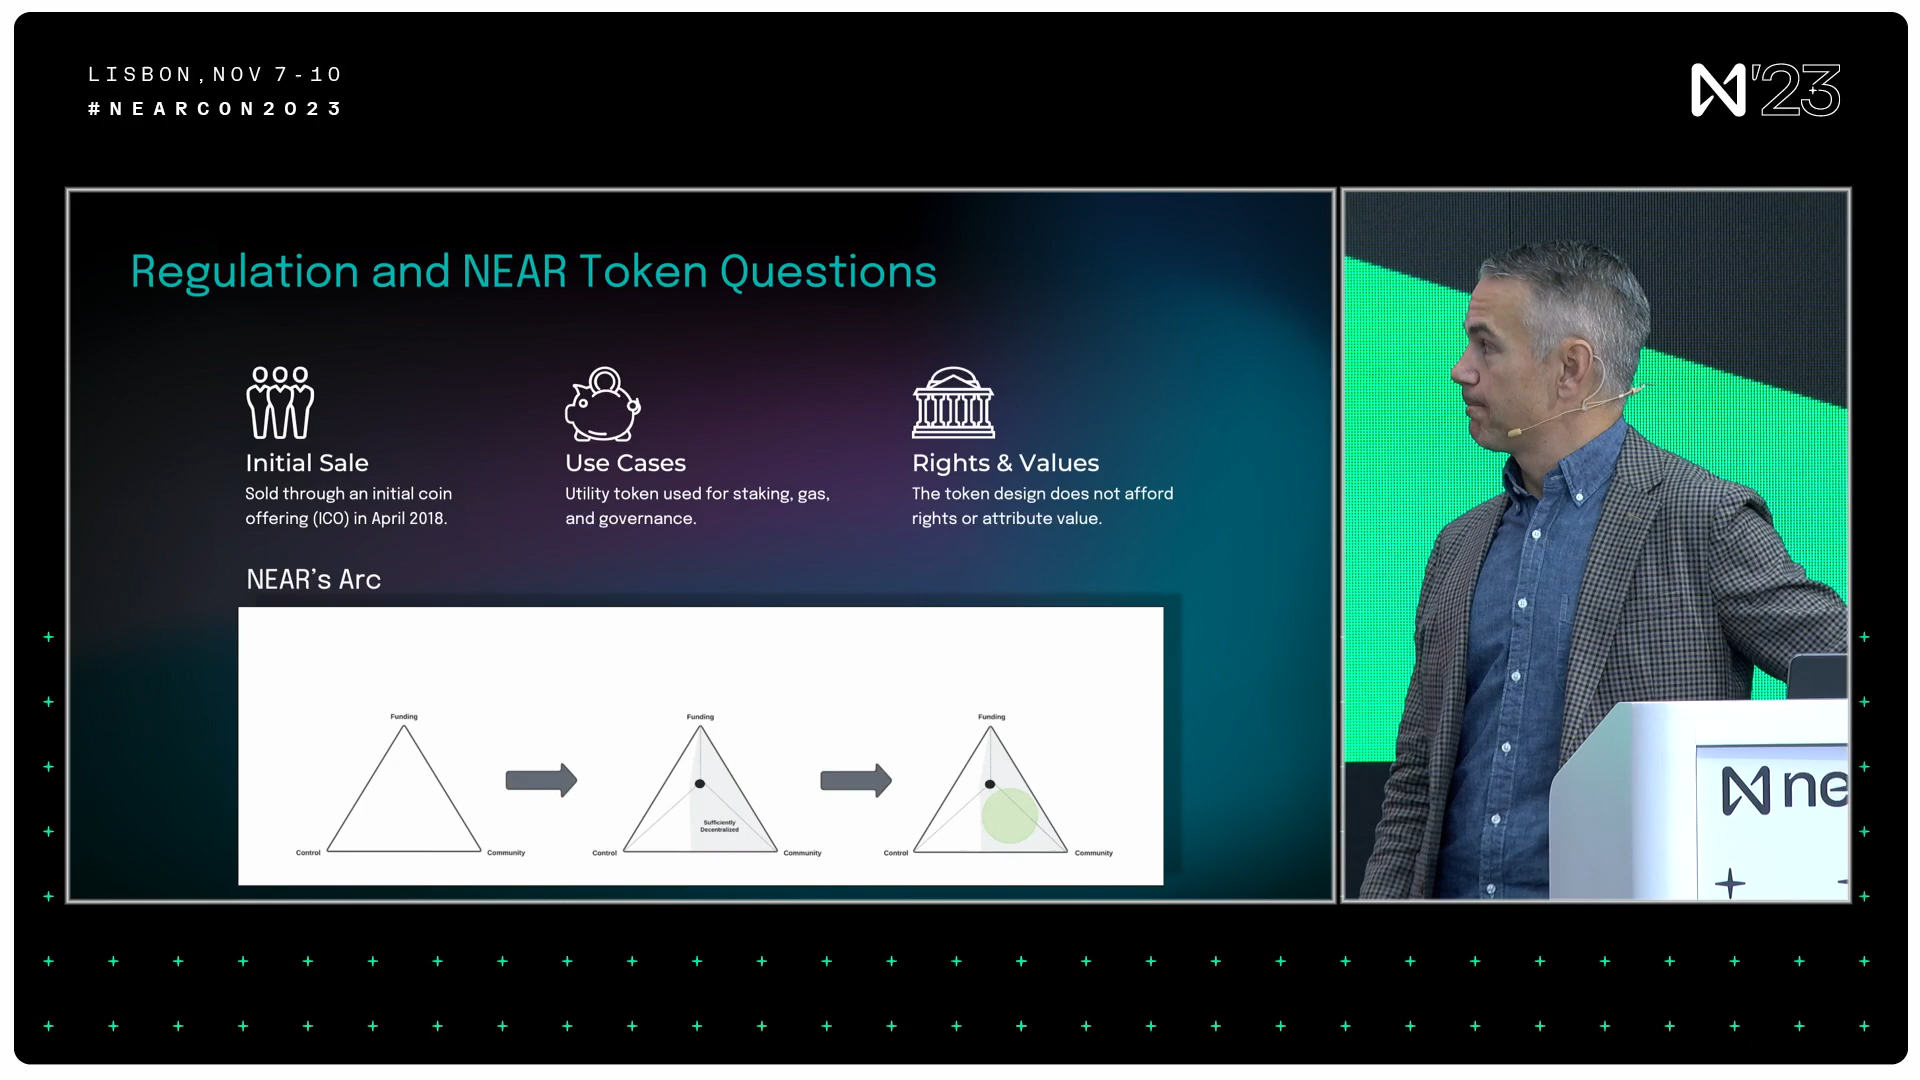 LISBON, NOV 7-10
#NEARCON2023
N'23
Regulation and NEAR Token Questions
Initial Sale
Sold through an initial coin
offering (ICO) in April 2018.
Use Cases
Utility token used for staking, gas,
and governance.
Rights & Values
The token design does not afford
rights or attribute value.
NEAR's Arc
Funding
Control
Community
Funding
Sufficiently
Decentralized
Control
Community
Funding
Control
Community
ne